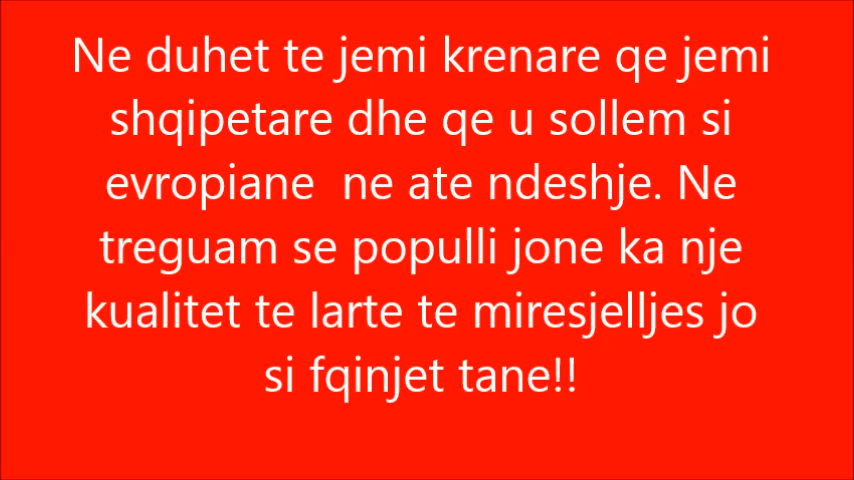 Ne duhet te jemi krenare qe jemi
shqipetare dhe qe u sollem si
evropiane  ne ate ndeshje. Ne
treguam se populli jone ka nje
kualitet te larte te miresjelljes jo
si fqinjet tane!!